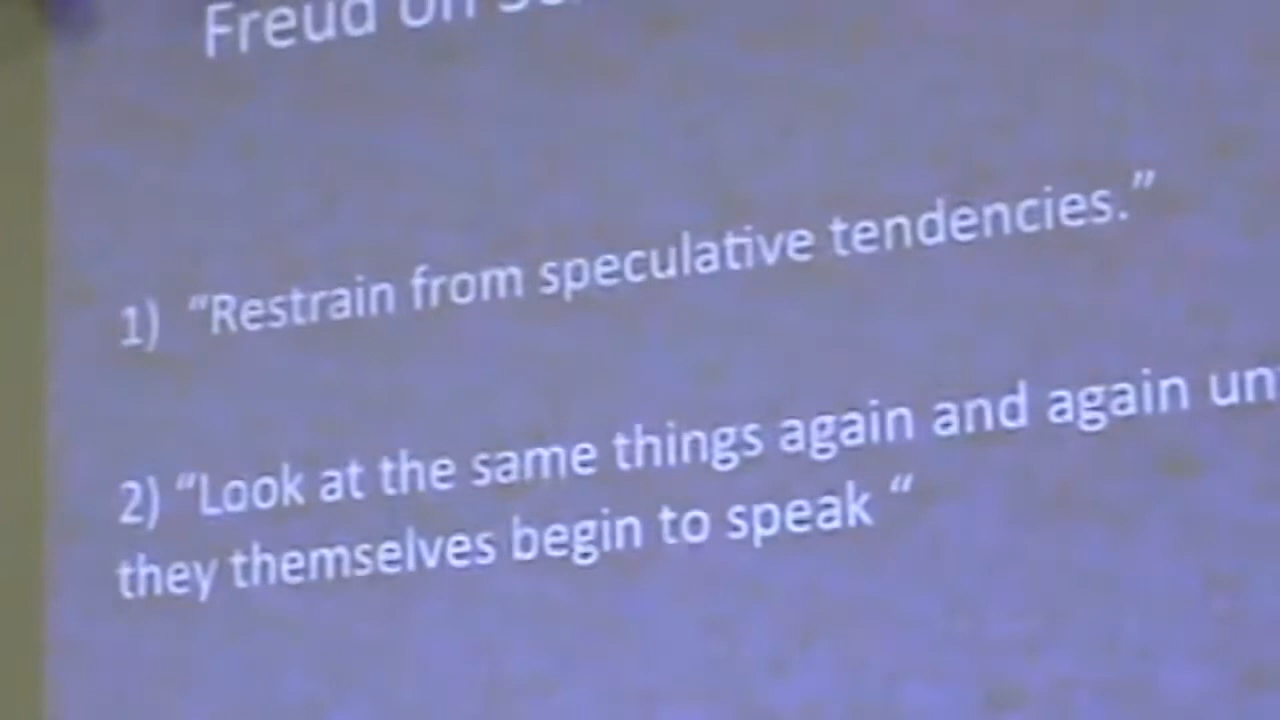 Freud on
1) “Restrain from speculative tendencies.”
2) “Look at the same things again and again
they themselves begin to speak “